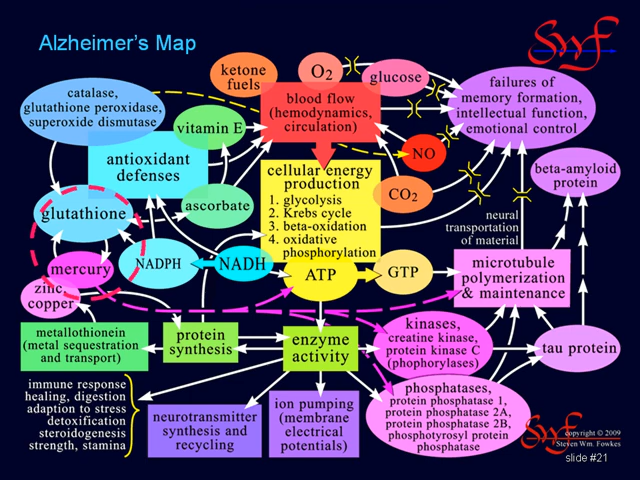 Alzheimer's Map
SWF
ketone
fuels
O2
glucose
catalase,
glutathione peroxidase,
superoxide dismutase
blood flow
(hemodynamics,
circulation)
failures of
memory formation,
intellectual function,
emotional control
vitamin E
antioxidant
defenses
NO
cellular energy
production
1. glycolysis
2. Krebs cycle
3. beta-oxidation
4. oxidative
phosphorylation
beta-amyloid
protein
CO2
ascorbate
glutathione
neural
transportation
of material
mercury
NADPH
NADH
ATP
GTP
microtubule
polymerization
& maintenance
zinc,
copper
metallothionein
(metal sequestration
and transport)
protein
synthesis
enzyme
activity
kinases,
creatine kinase,
protein kinase C
(phophorylases)
tau protein
immune response
healing, digestion
adaption to stress
detoxification
steroidogenesis
strength, stamina
neurotransmitter
synthesis and
recycling
ion pumping
(membrane
electrical
potentials)
phosphatases,
protein phosphatase 1,
protein phosphatase 2A,
protein phosphatase 2B,
phosphotyrosyl protein
phosphatase
SWF
copyright © 2009
Steven Wm. Fowkes
slide #21